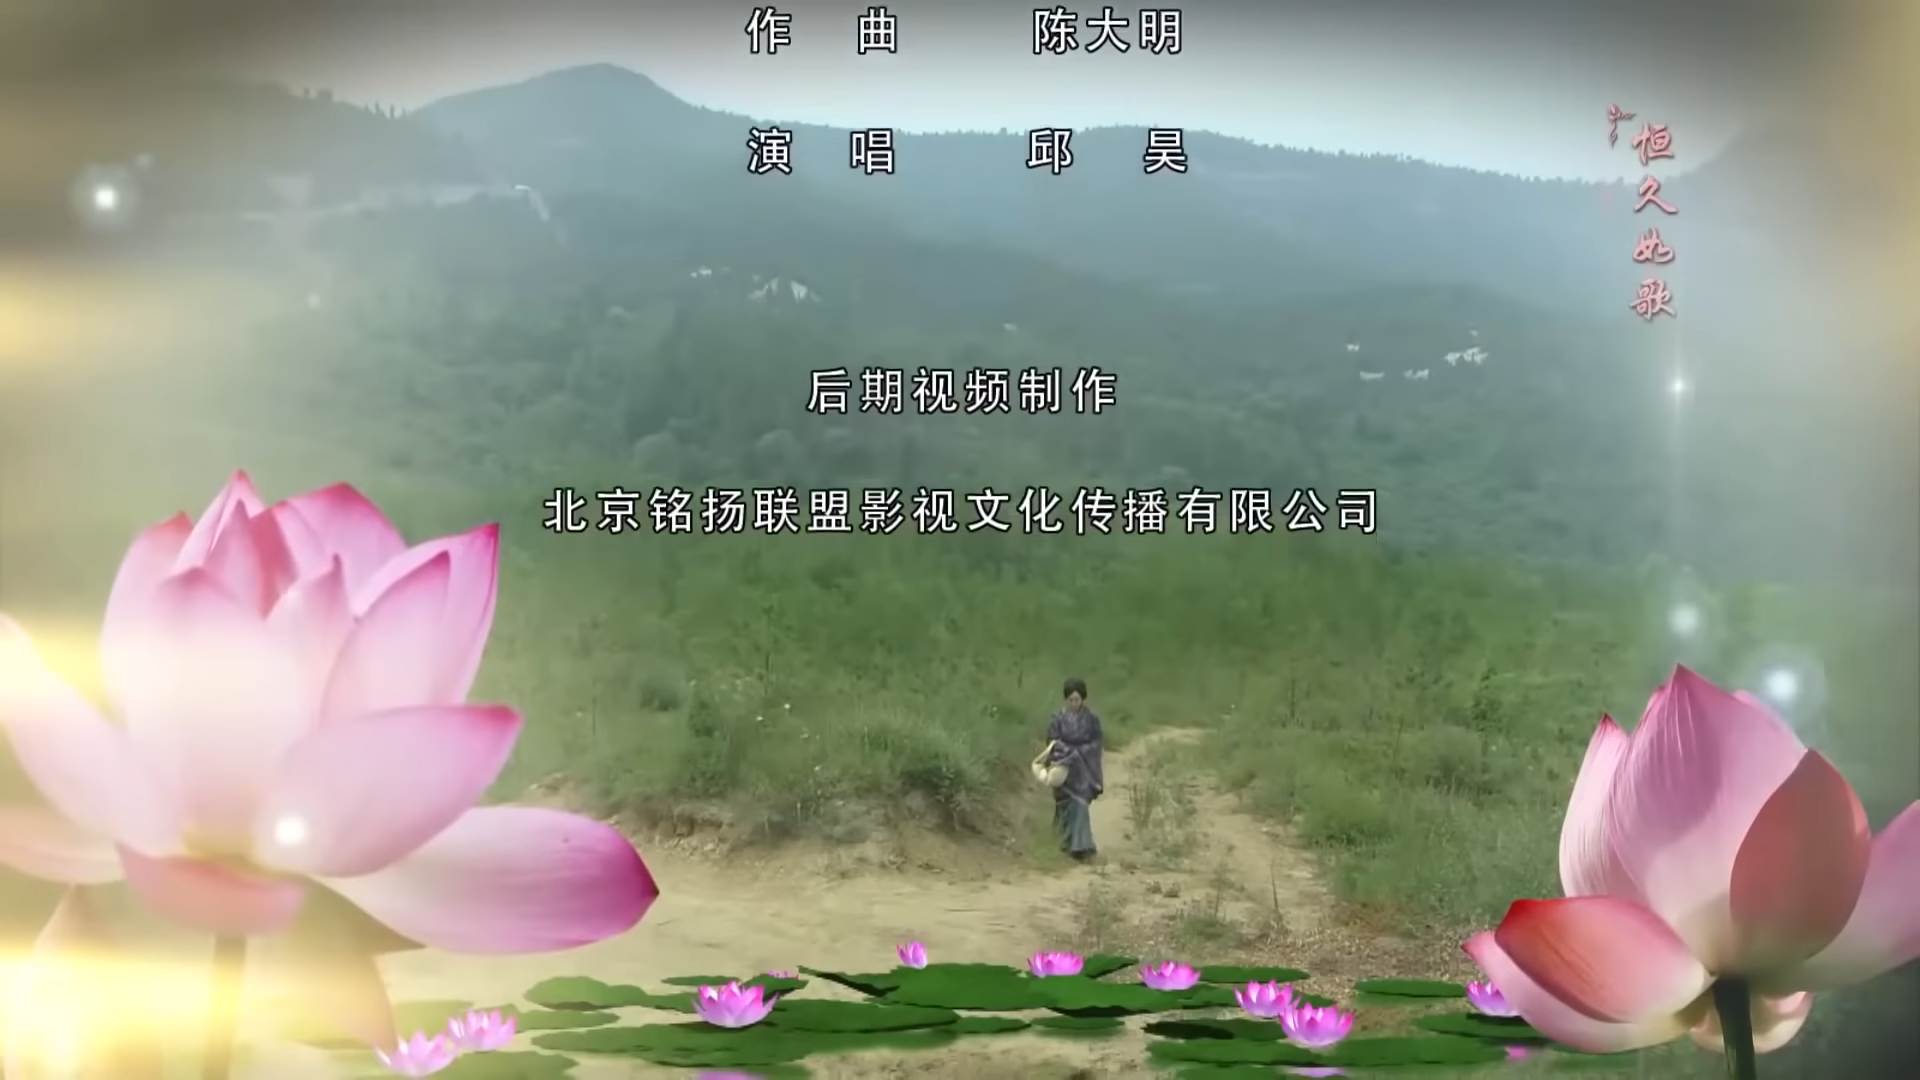 作曲 陈大明
演唱 邱昊
后期视频制作
北京铭扬联盟影视文化传播有限公司
恒久如歌